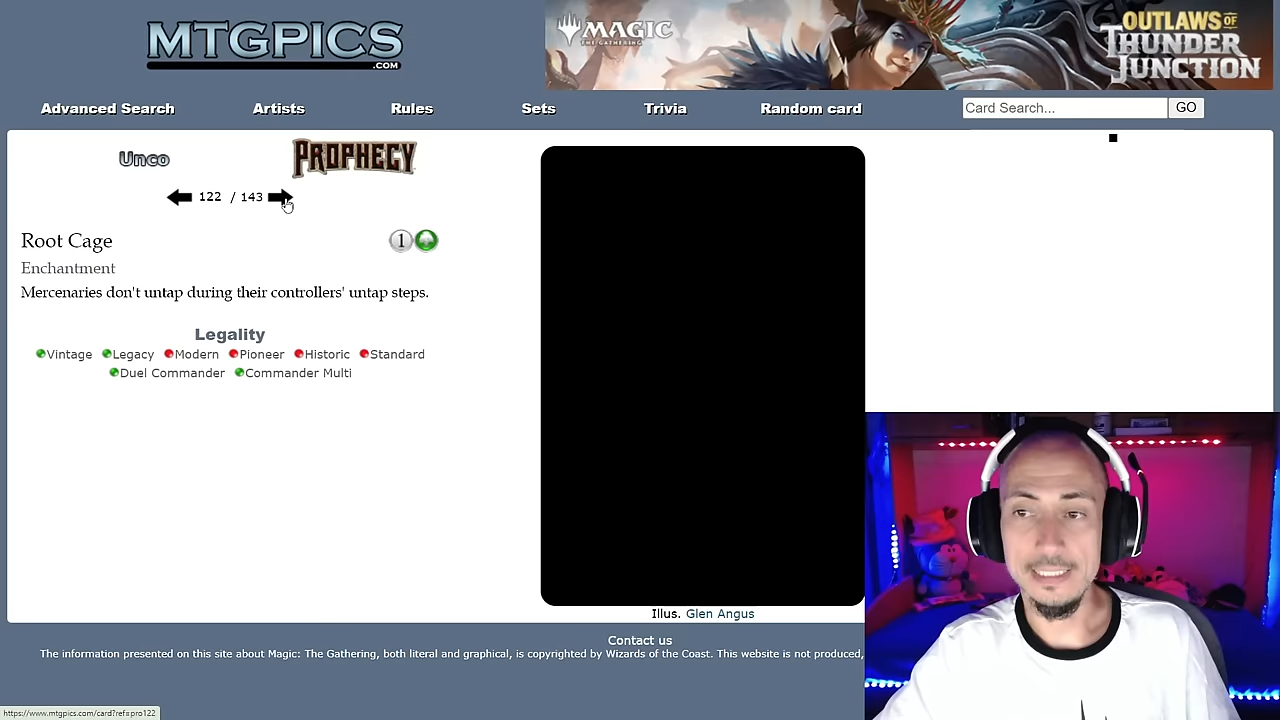 MTGPICS
.COM
MAGIC
THE GATHERING
OUTLAWS OF
THUNDER
JUNCTION
Advanced Search
Artists
Rules
Sets
Trivia
Random card
Card Search...
GO
Unco
PROPHECY
122 / 143
Root Cage
1
Enchantment
Mercenaries don't untap during their controllers' untap steps.
Legality
Vintage Legacy Modern Pioneer Historic Standard
Duel Commander Commander Multi
Illus. Glen Angus
Contact us
The information presented on this site about Magic: The Gathering, both literal and graphical, is copyrighted by Wizards of the Coast. This website is not produced,
https://www.mtgpics.com/card?ref=pro122